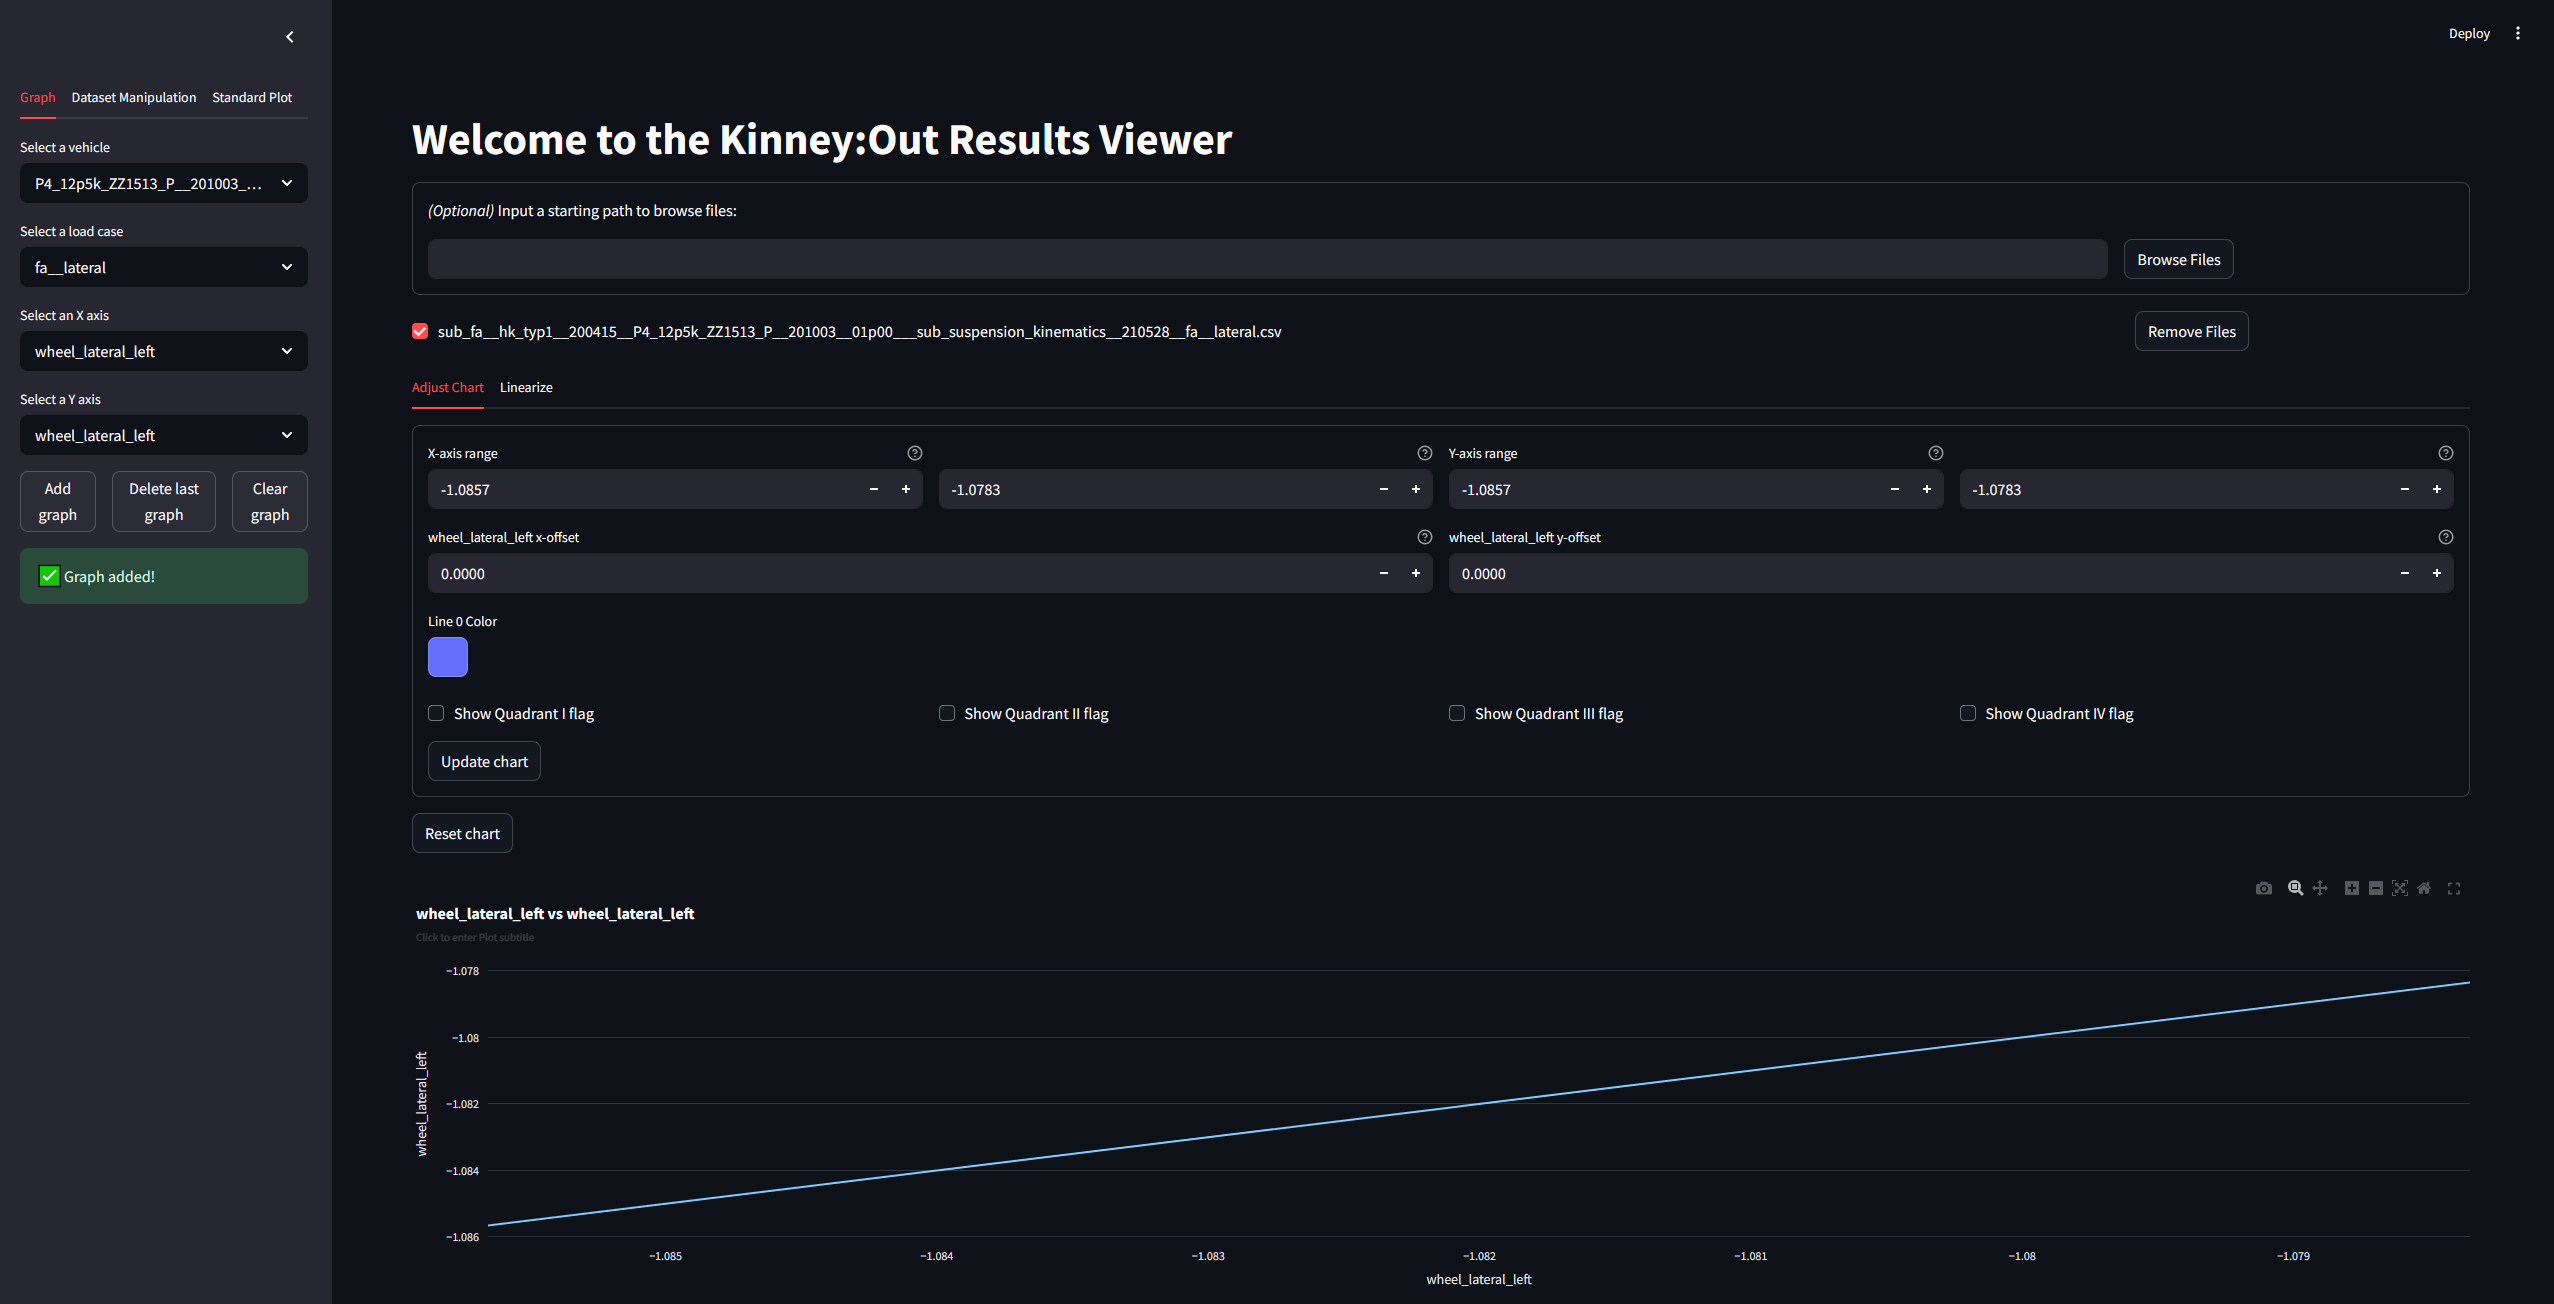 Deploy
Graph Dataset Manipulation Standard Plot
Select a vehicle
P4_12p5k_ZZ1513_P__201003_...
Select a load case
fa__lateral
Select an X axis
wheel_lateral_left
Select a Y axis
wheel_lateral_left
Add graph
Delete last graph
Clear graph
Graph added!
Welcome to the Kinney:Out Results Viewer
(Optional) Input a starting path to browse files:
Browse Files
sub_fa__hk_typ1__200415__P4_12p5k_ZZ1513_P__201003__01p00___sub_suspension_kinematics__210528__fa__lateral.csv
Remove Files
Adjust Chart Linearize
X-axis range
Y-axis range
-1.0857
-1.0783
-1.0857
-1.0783
wheel_lateral_left x-offset
wheel_lateral_left y-offset
0.0000
0.0000
Line 0 Color
Show Quadrant I flag
Show Quadrant II flag
Show Quadrant III flag
Show Quadrant IV flag
Update chart
Reset chart
wheel_lateral_left vs wheel_lateral_left
Click to enter Plot subtitle
−1.078
−1.08
−1.082
−1.084
−1.086
wheel_lateral_left
−1.085 −1.084 −1.083 −1.082 −1.081 −1.08 −1.079
wheel_lateral_left